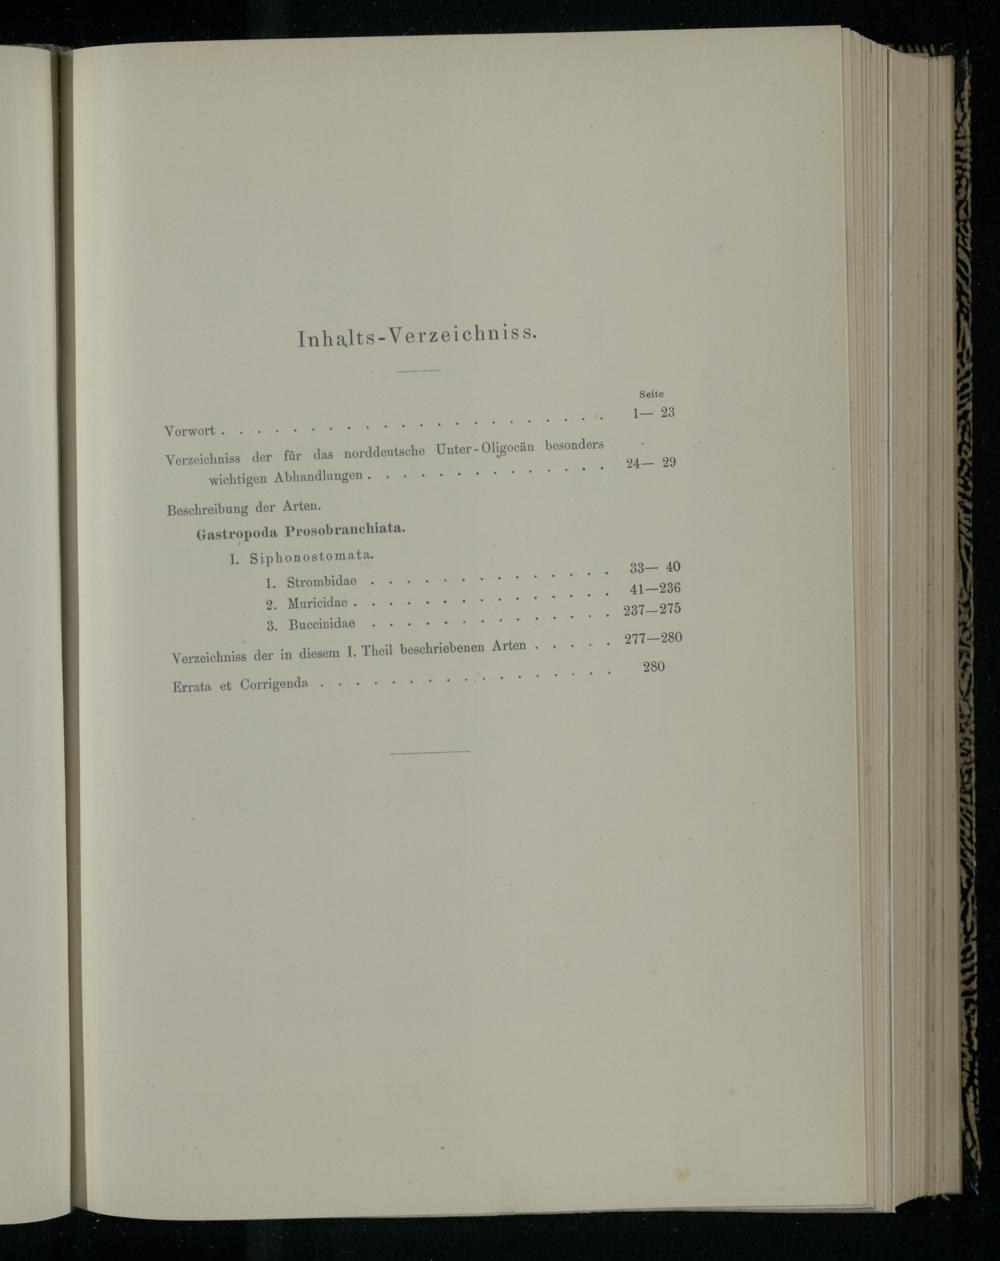 Inhalts-Verzeichniss.
Seite
Vorwort . . . . . . . . . . . . . . . . . . . . . . 1— 23
Verzeichniss der für das norddeutsche Unter-Oligocän besonders
wichtigen Abhandlungen . . . . . . . . . . . . . . 24— 29
Beschreibung der Arten.
Gastropoda Prosobranchiata.
I. Siphonostomata.
1. Strombidae . . . . . . . . . . . . . . 33— 40
2. Muricidae . . . . . . . . . . . . . . . 41—236
3. Buccinidae . . . . . . . . . . . . . . 237—275
Verzeichniss der in diesem I. Theil beschriebenen Arten . . . . . 277—280
Errata et Corrigenda . . . . . . . . . . . . . . . . . 280